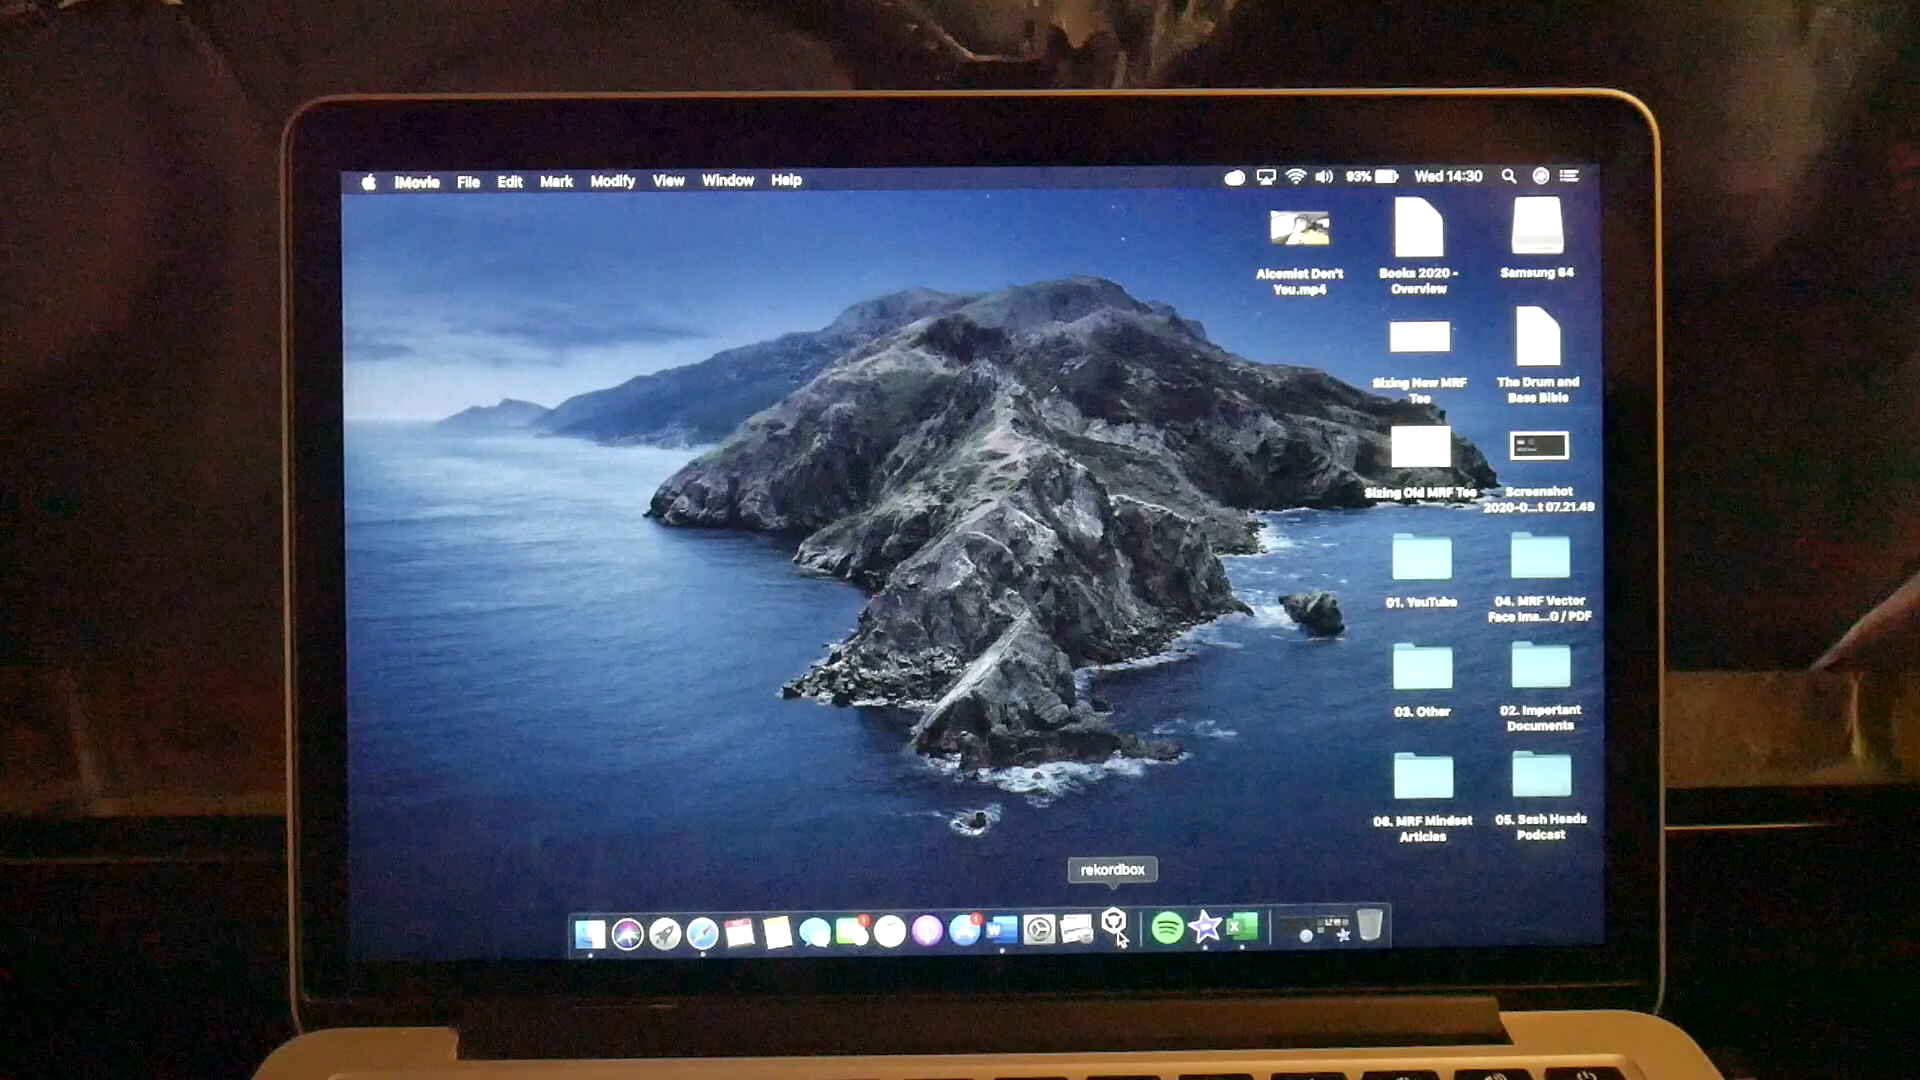 iMovie File Edit Mark Modify View Window Help
93% Wed 14:30
Alcemist Don't
You.mp4
Books 2020 -
Overview
Samsung 64
Sizing New MRF
Tee
The Drum and
Bass Bible
Sizing Old MRF Tee
Screenshot
2020-0...t 07.21.49
01. YouTube
04. MRF Vector
Face Ima...G / PDF
03. Other
02. Important
Documents
06. MRF Mindset
Articles
05. Sesh Heads
Podcast
rekordbox